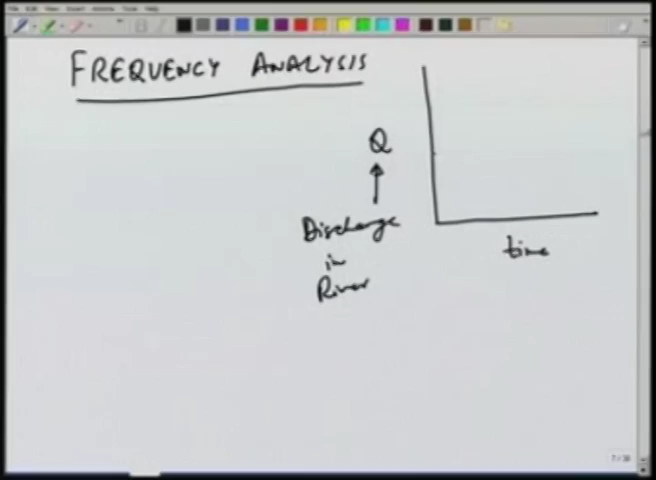 FREQUENCY ANALYSIS
Q
Discharge
in
River
time